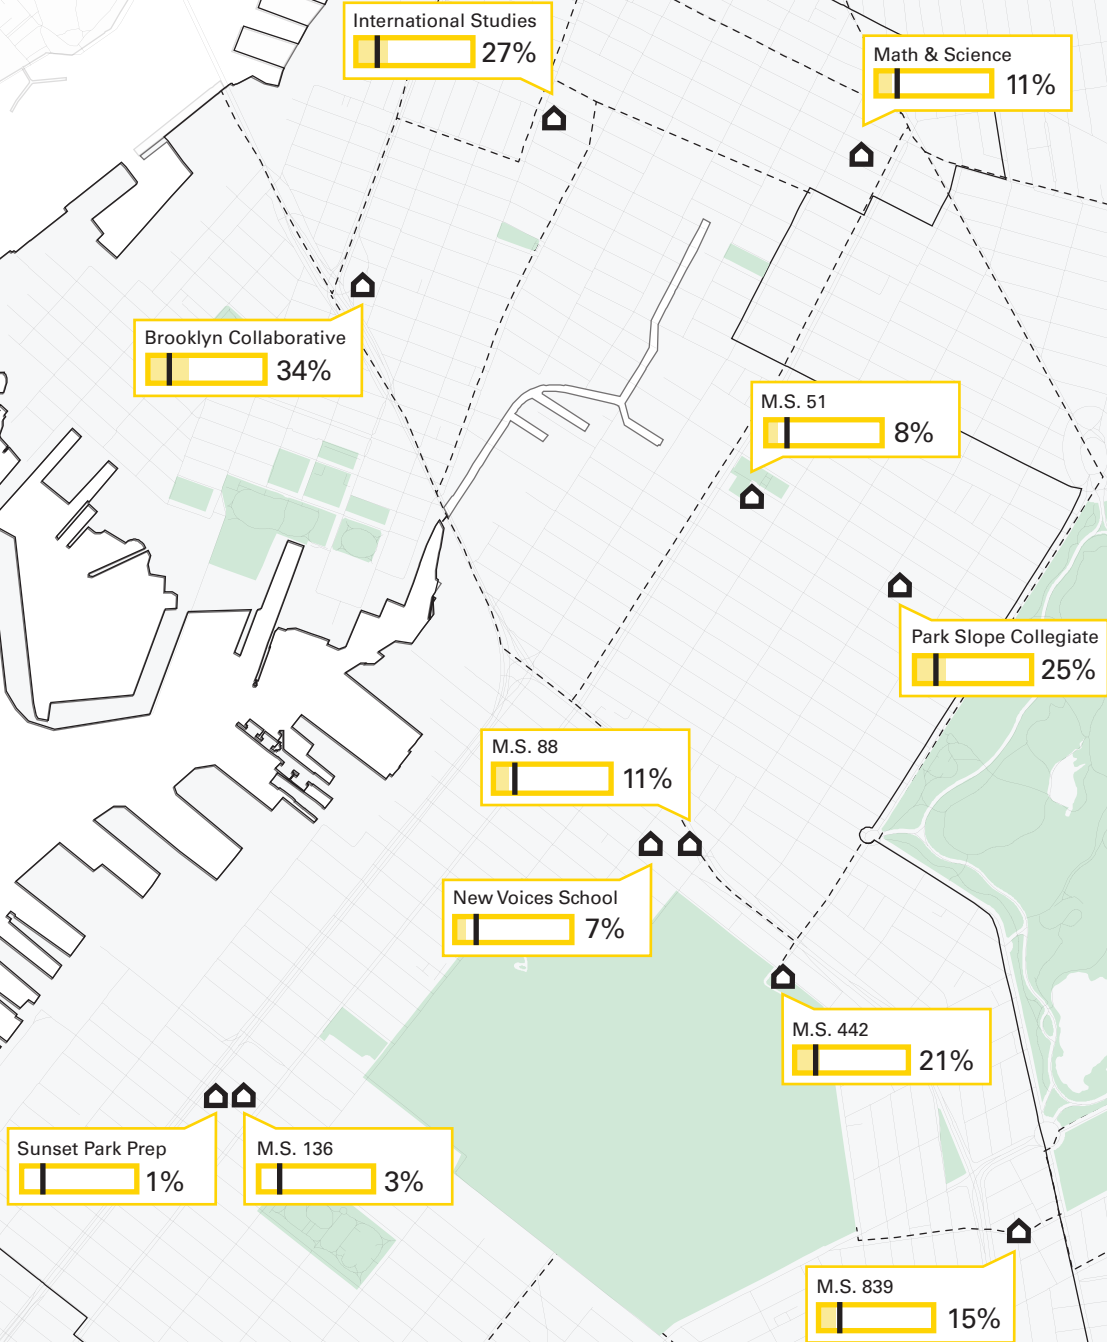 International Studies
27%
Math & Science
11%
Brooklyn Collaborative
34%
M.S. 51
8%
Park Slope Collegiate
25%
M.S. 88
11%
New Voices School
7%
M.S. 442
21%
Sunset Park Prep
1%
M.S. 136
3%
M.S. 839
15%